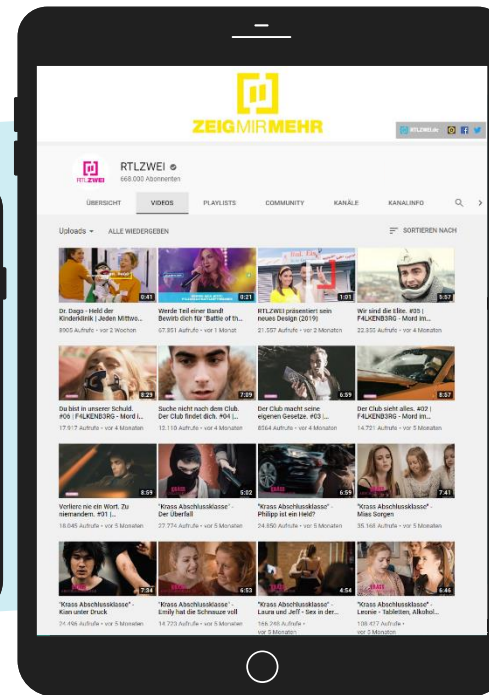 ZEIGMIRMEHR
RTLZWEI.de
RTLZWEI
RTLZWEI
668.000 Abonnenten
ÜBERSICHT VIDEOS PLAYLISTS COMMUNITY KANÄLE KANALINFO
Uploads ALLE WIEDERGEBEN SORTIEREN NACH
0:41 0:21 1:01 5:57
Dr. Dago - Held der Werde Teil einer Band! RTLZWEI präsentiert sein Wir sind die Elite. #05 |
Kinderklinik | Jeden Mittwo... Bewirb dich für "Battle of th... neues Design (2019) F4LKENB3RG - Mord im...
8905 Aufrufe • vor 2 Wochen 67.851 Aufrufe • vor 1 Monat 21.557 Aufrufe • vor 2 Monaten 22.355 Aufrufe • vor 4 Monaten
8:29 7:09 6:59 8:57
Du bist in unserer Schuld. Suche nicht nach dem Club. Der Club macht seine Der Club sieht alles. #02 |
#06 | F4LKENB3RG - Mord i... Der Club findet dich. #04 |... eigenen Gesetze. #03 |... F4LKENB3RG - Mord im...
17.917 Aufrufe • vor 4 Monaten 13.110 Aufrufe • vor 4 Monaten 8364 Aufrufe • vor 4 Monaten 14.721 Aufrufe • vor 5 Monaten
8:59 5:02 6:59 7:41
Verliere nie ein Wort. Zu "Krass Abschlussklasse" - "Krass Abschlussklasse" - "Krass Abschlussklasse" -
niemandem. #01 |... Der Überfall Philipp ist ein Held? Mias Sorgen
18.045 Aufrufe • vor 5 Monaten 27.774 Aufrufe • vor 5 Monaten 24.850 Aufrufe • vor 5 Monaten 35.168 Aufrufe • vor 5 Monaten
7:34 6:53 4:54 6:46
"Krass Abschlussklasse" - "Krass Abschlussklasse" - "Krass Abschlussklasse" - "Krass Abschlussklasse" -
Kian unter Druck Emily hat die Schnauze voll Laura und Jeff - Sex in der... Leonie - Tabletten, Alkohol...
24.496 Aufrufe • vor 5 Monaten 14.723 Aufrufe • vor 5 Monaten 166.248 Aufrufe • 108.427 Aufrufe •
vor 5 Monaten vor 5 Monaten